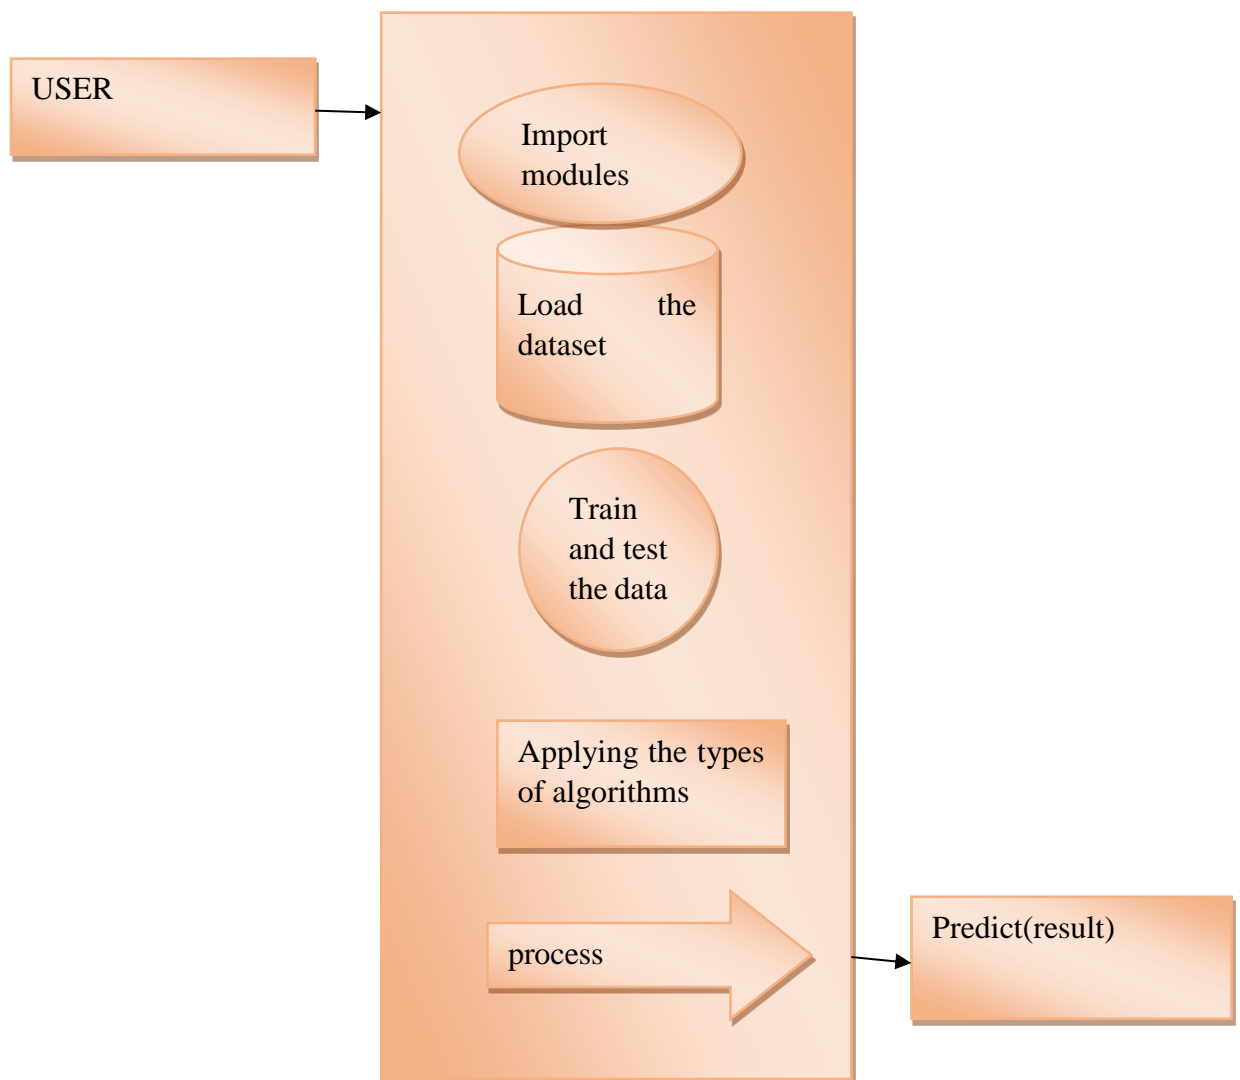 USER
Import
modules
Load the
dataset
Train
and test
the data
Applying the types
of algorithms
process
Predict(result)